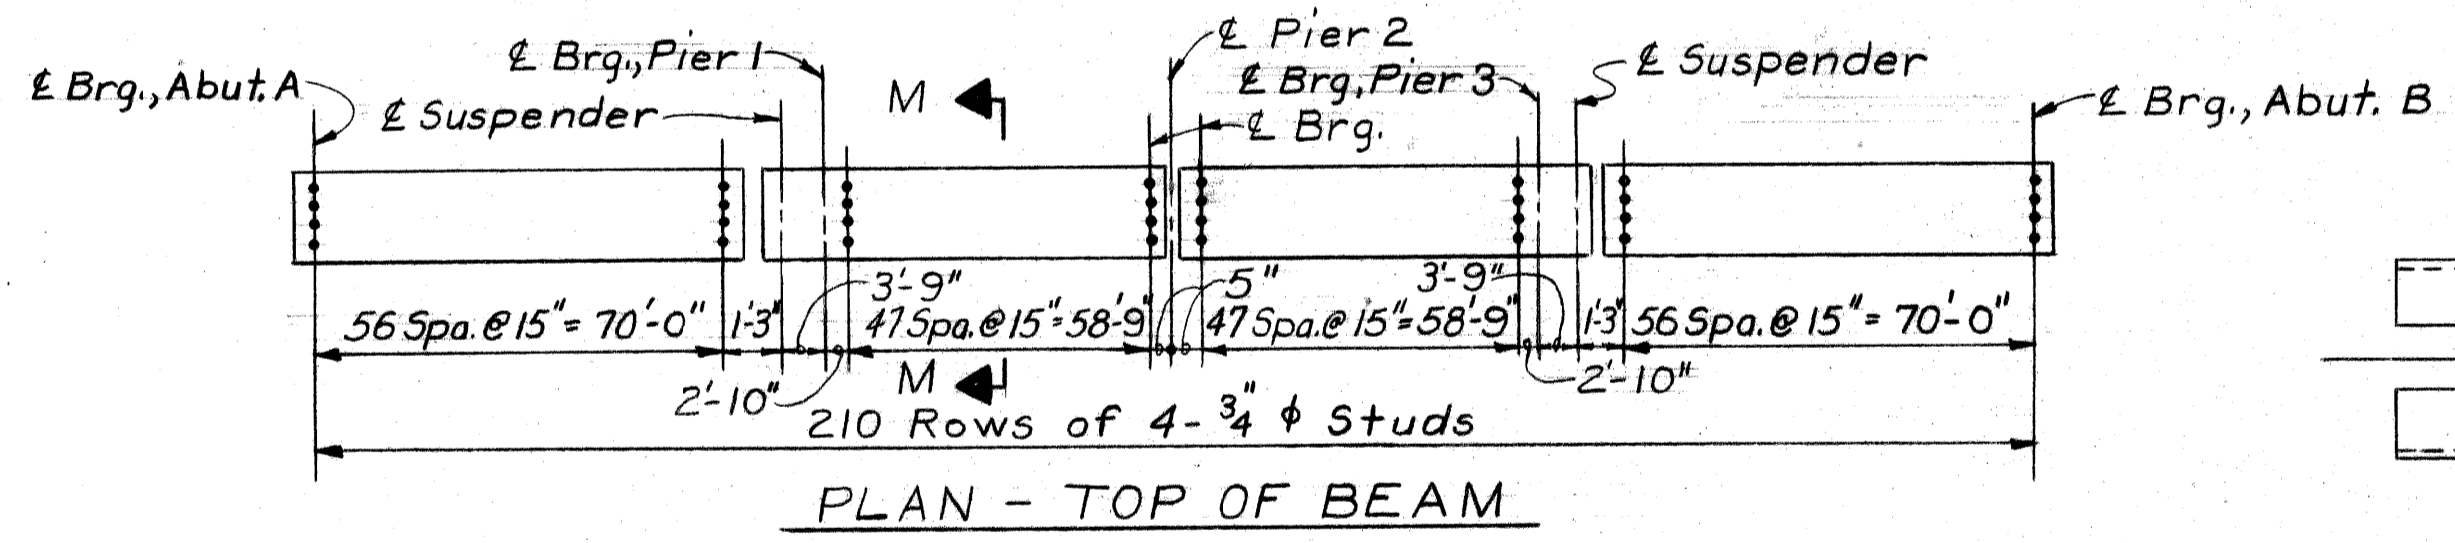 ℄ Brg., Abut. A
℄ Suspender
℄ Brg., Pier 1
M
℄ Pier 2
℄ Brg., Pier 3
℄ Brg.
℄ Suspender
℄ Brg., Abut. B
3'-9"
5"
3'-9"
56 Spa. @ 15" = 70'-0"
1'-3"
47 Spa. @ 15" = 58'-9"
47 Spa. @ 15" = 58'-9"
1'-3"
56 Spa. @ 15" = 70'-0"
2'-10"
M
2'-10"
210 Rows of 4-3/4" ϕ Studs
PLAN - TOP OF BEAM